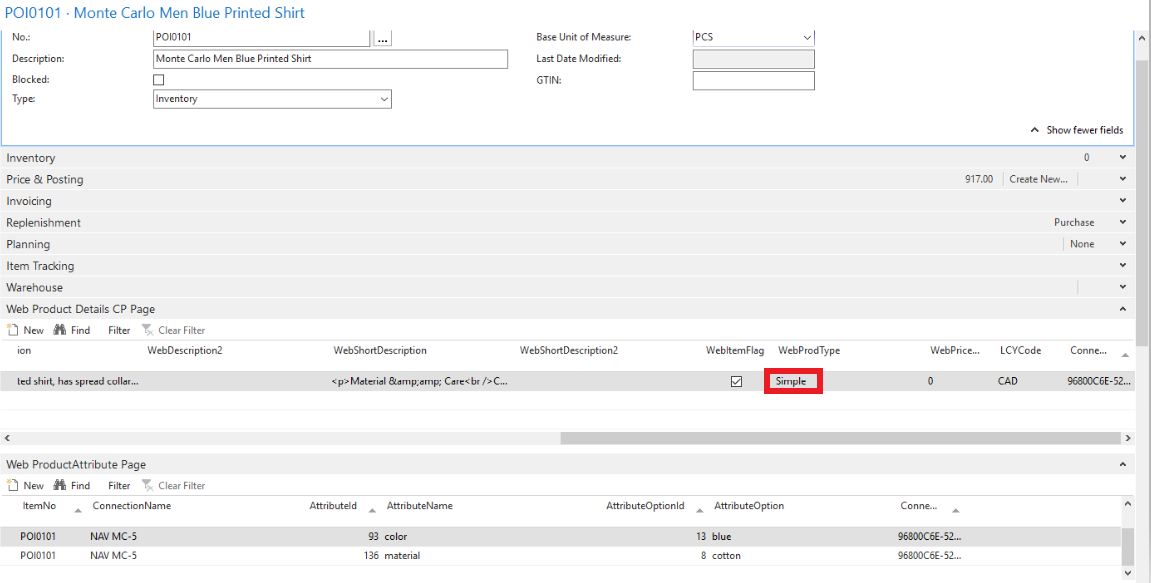 POI0101 · Monte Carlo Men Blue Printed Shirt
No.: POI0101 ... Base Unit of Measure: PCS
Description: Monte Carlo Men Blue Printed Shirt Last Date Modified:
Blocked: GTIN:
Type: Inventory
Show fewer fields
Inventory 0
Price & Posting 917.00 Create New...
Invoicing
Replenishment Purchase
Planning None
Item Tracking
Warehouse
Web Product Details CP Page
New Find Filter Clear Filter
ion WebDescription2 WebShortDescription WebShortDescription2 WebItemFlag WebProdType WebPrice... LCYCode Conne...
ted shirt, has spread collar... <p>Material &amp;amp; Care<br />C... Simple 0 CAD 96800C6E-52...
Web ProductAttribute Page
New Find Filter Clear Filter
ItemNo ConnectionName AttributeId AttributeName AttributeOptionId AttributeOption Conne...
POI0101 NAV MC-5 93 color 13 blue 96800C6E-52...
POI0101 NAV MC-5 136 material 8 cotton 96800C6E-52...